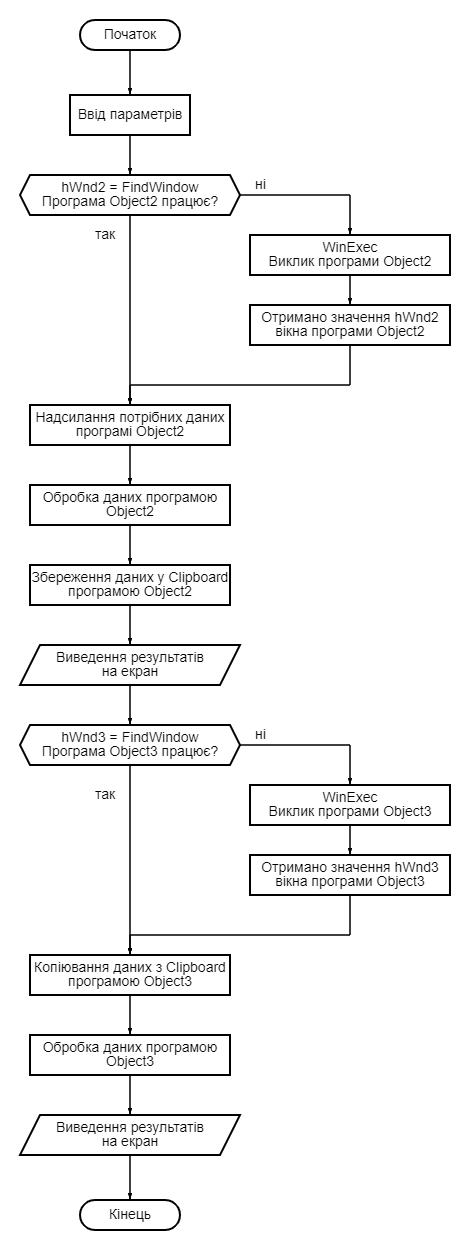 Початок
Ввід параметрів
hWnd2 = FindWindow
Програма Object2 працює?
ні
так
WinExec
Виклик програми Object2
Отримано значення hWnd2
вікна програми Object2
Надсилання потрібних даних
програмі Object2
Обробка даних програмою
Object2
Збереження даних у Clipboard
програмою Object2
Виведення результатів
на екран
hWnd3 = FindWindow
Програма Object3 працює?
ні
так
WinExec
Виклик програми Object3
Отримано значення hWnd3
вікна програми Object3
Копіювання даних з Clipboard
програмою Object3
Обробка даних програмою
Object3
Виведення результатів
на екран
Кінець